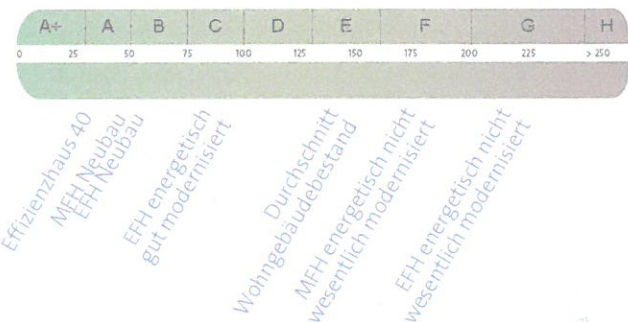 A+ A B C D E F G H
0 25 50 75 100 125 150 175 200 225 > 250
Effizienzhaus 40
MFH Neubau
EFH Neubau
EFH energetisch
gut modernisiert
Durchschnitt
Wohngebäudebestand
MFH energetisch nicht
wesentlich modernisiert
EFH energetisch nicht
wesentlich modernisiert